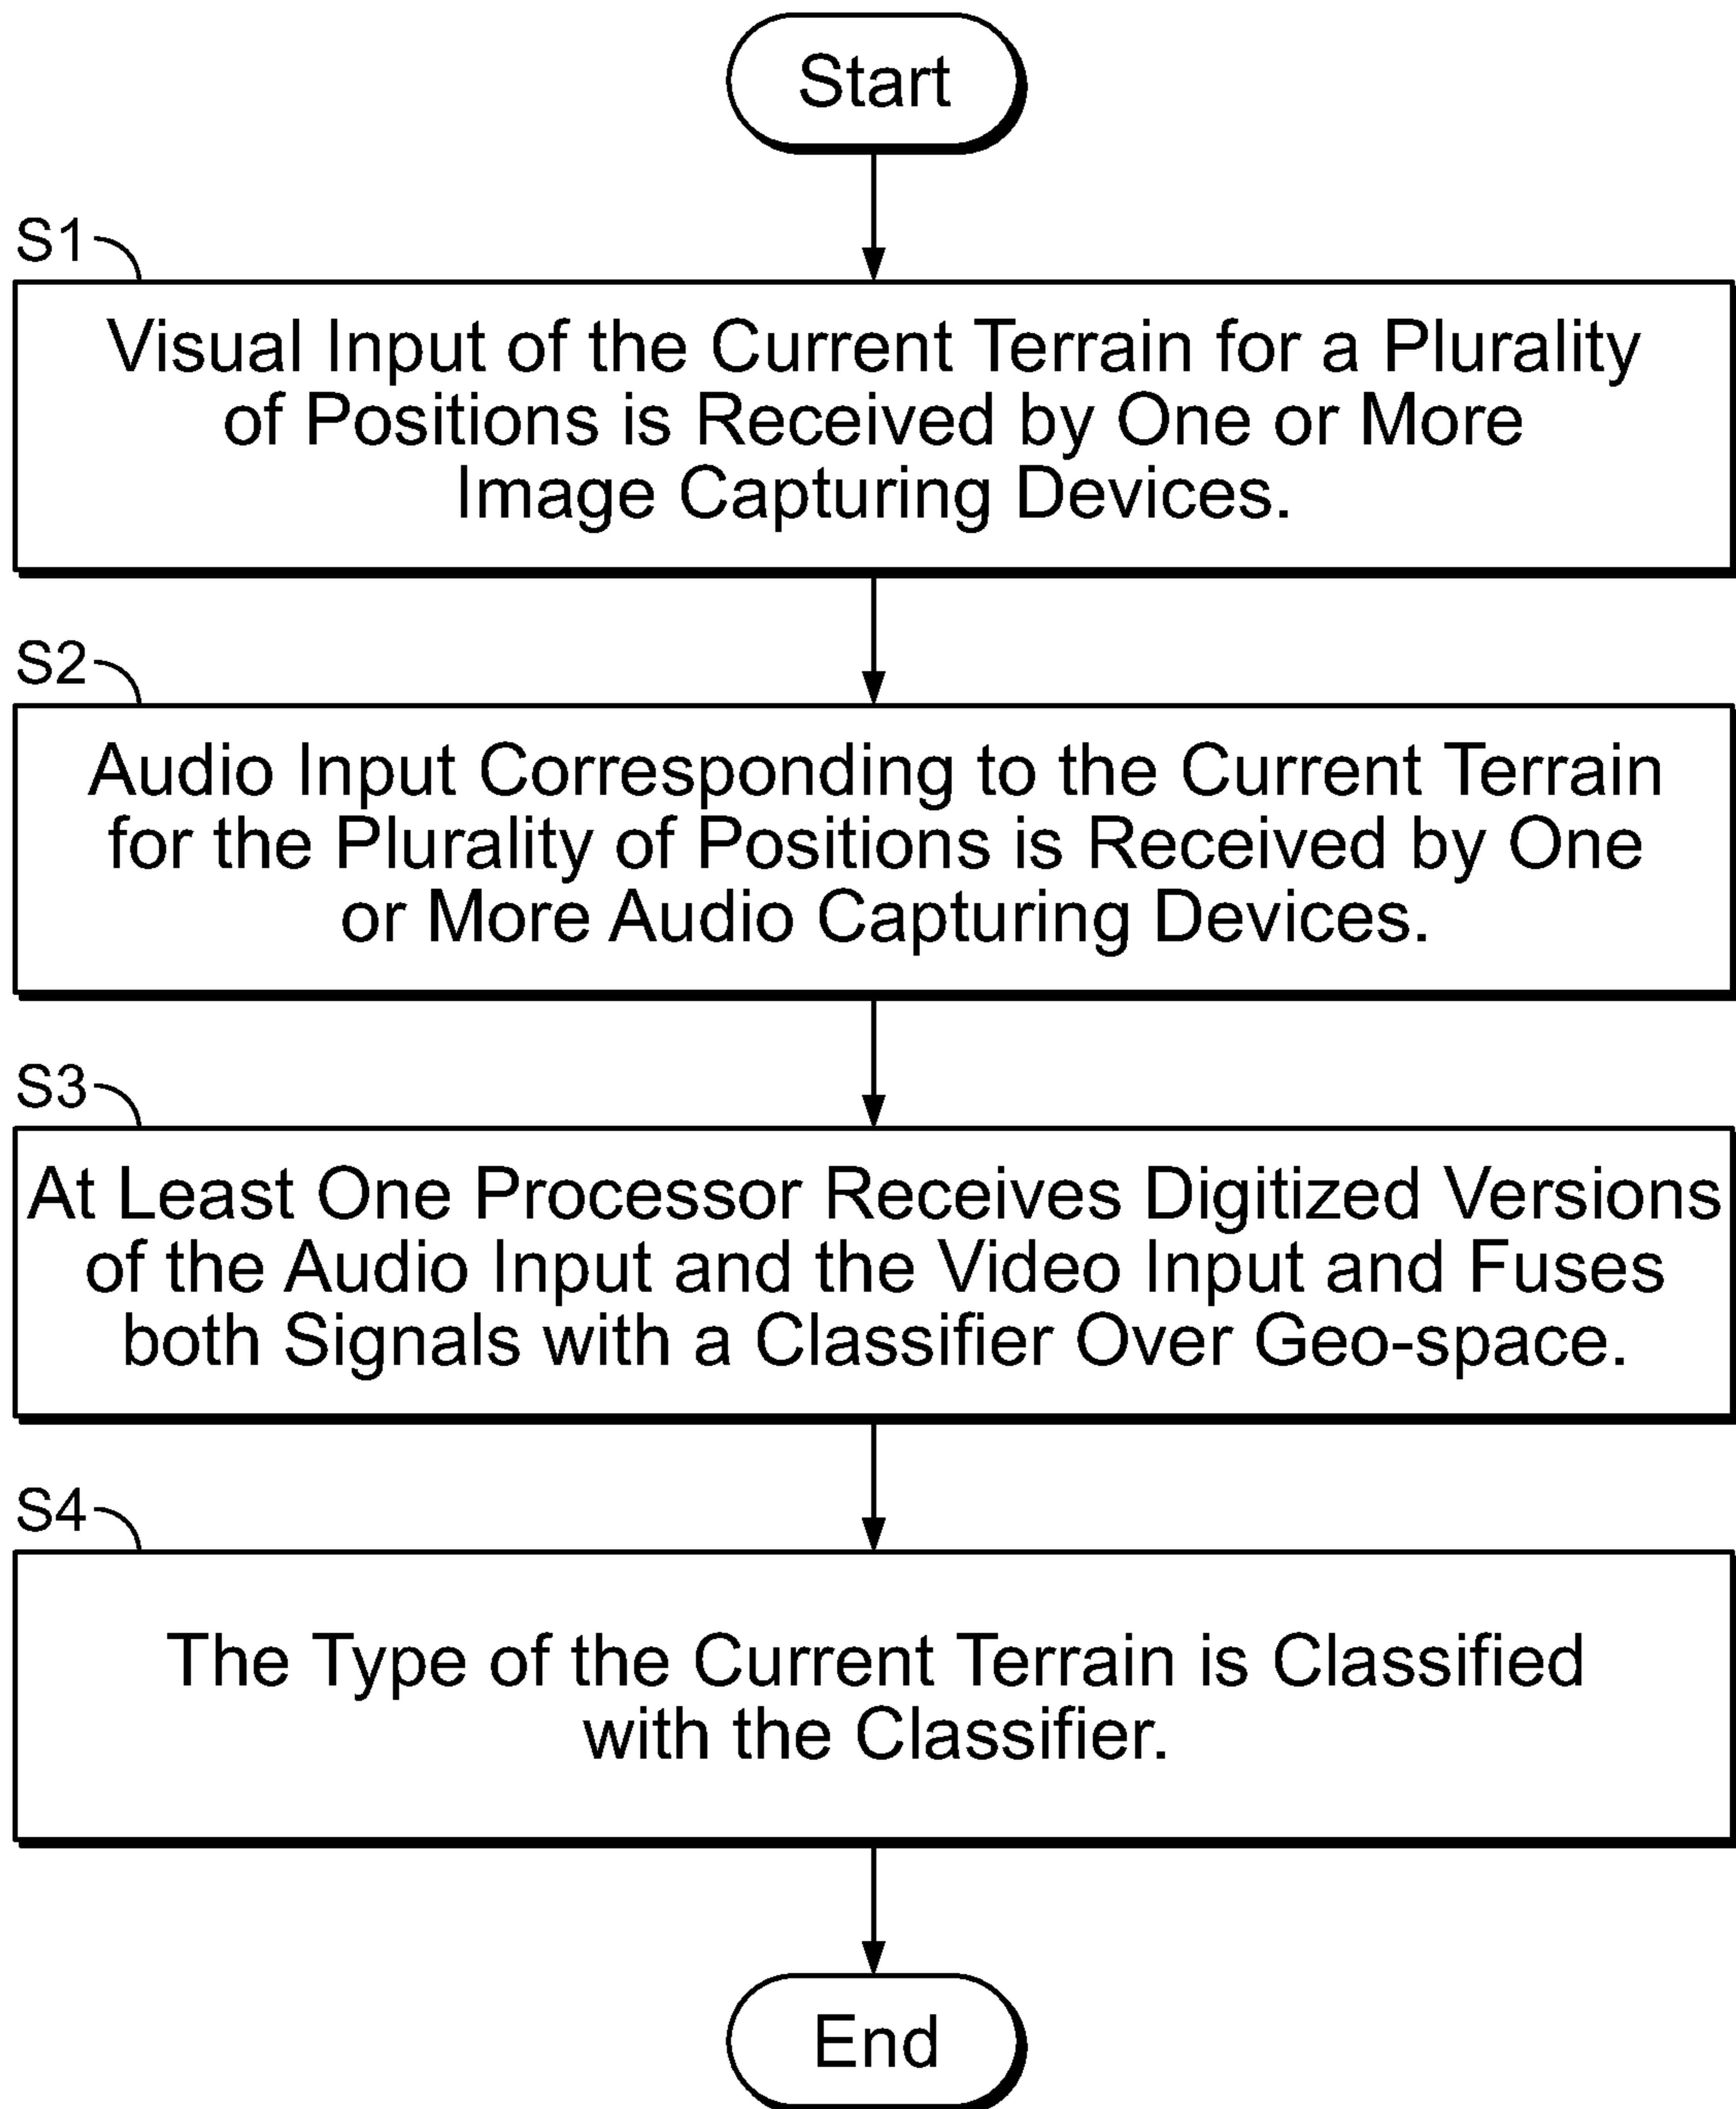 Start
S1
Visual Input of the Current Terrain for a Plurality
of Positions is Received by One or More
Image Capturing Devices.
S2
Audio Input Corresponding to the Current Terrain
for the Plurality of Positions is Received by One
or More Audio Capturing Devices.
S3
At Least One Processor Receives Digitized Versions
of the Audio Input and the Video Input and Fuses
both Signals with a Classifier Over Geo-space.
S4
The Type of the Current Terrain is Classified
with the Classifier.
End